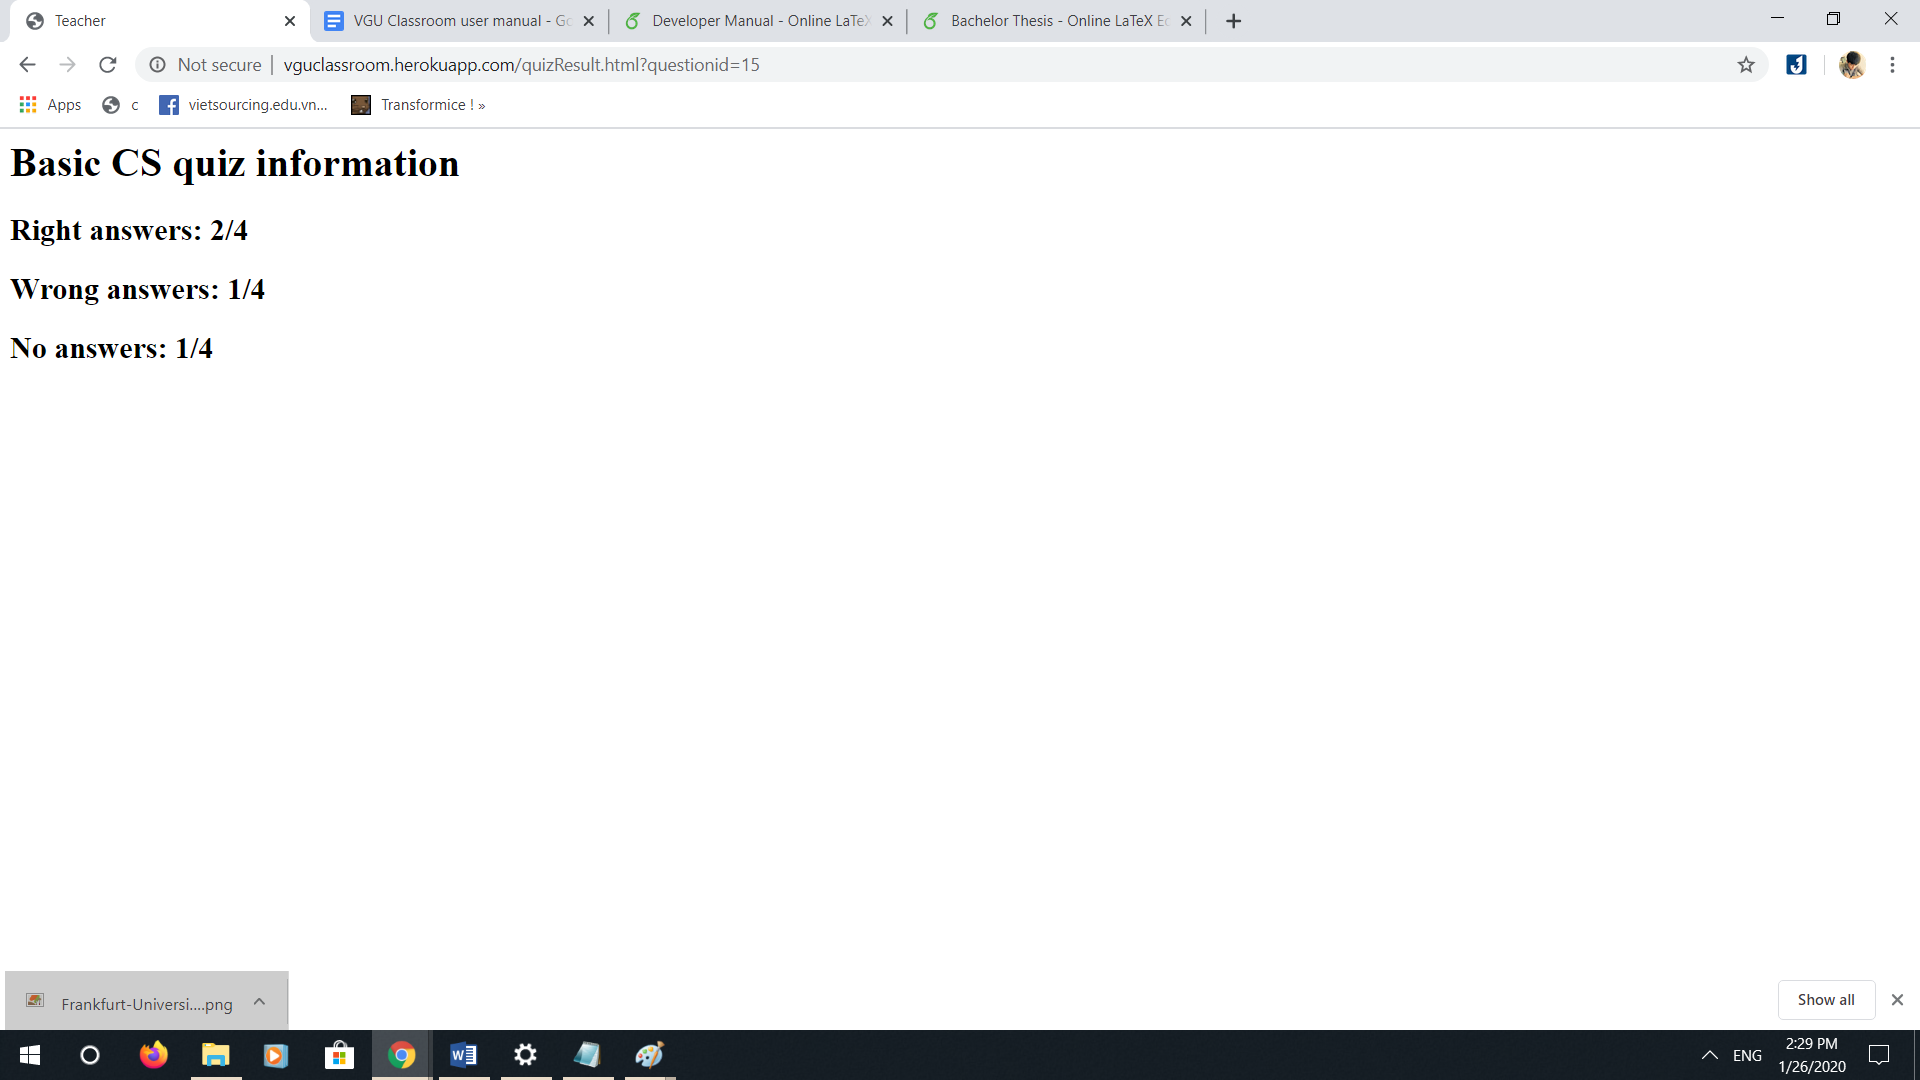 Teacher
VGU Classroom user manual - Go
Developer Manual - Online LaTeX
Bachelor Thesis - Online LaTeX Ed
Not secure
vguclassroom.herokuapp.com/quizResult.html?questionid=15
Apps
c
vietsourcing.edu.vn...
Transformice ! »
Basic CS quiz information
Right answers: 2/4
Wrong answers: 1/4
No answers: 1/4
Frankfurt-Universi....png
Show all
ENG
2:29 PM
1/26/2020